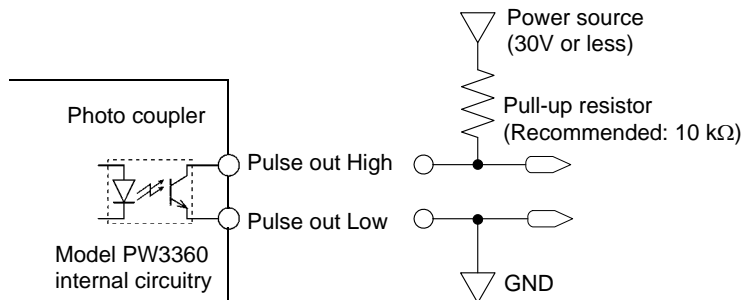 Power source
(30V or less)
Photo coupler
Pull-up resistor
(Recommended: 10 kΩ)
Pulse out High
Pulse out Low
Model PW3360
internal circuitry
GND